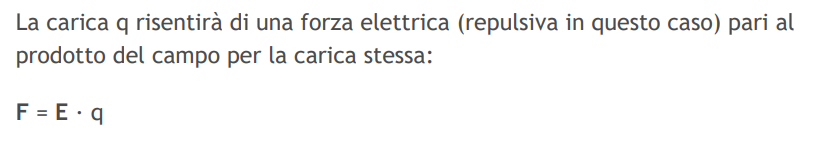 La carica q risentirà di una forza elettrica (repulsiva in questo caso) pari al
prodotto del campo per la carica stessa:
F = E · q